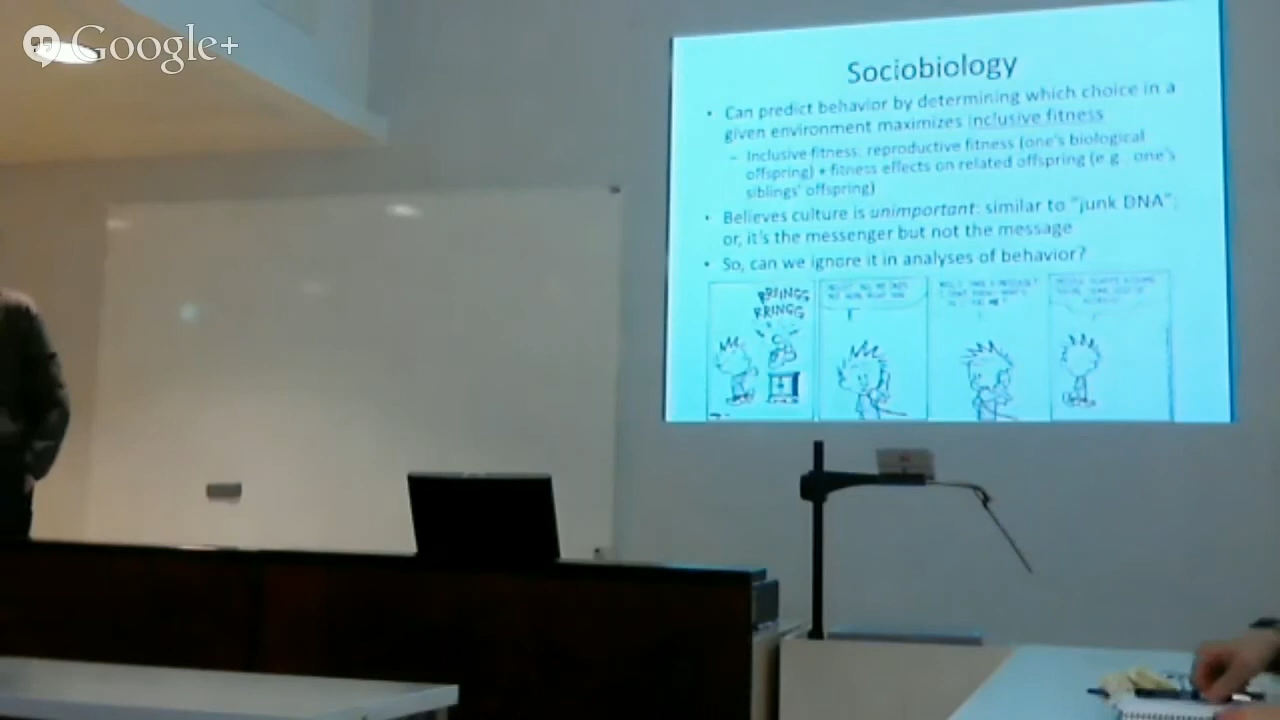 Google+
Sociobiology
• Can predict behavior by determining which choice in a
given environment maximizes inclusive fitness
– Inclusive fitness: reproductive fitness (one's biological
offspring) + fitness effects on related offspring (e.g. one's
siblings' offspring)
• Believes culture is unimportant: similar to "junk DNA";
or, it's the messenger but not the message
• So, can we ignore it in analyses of behavior?
RRINGG
RRINGG